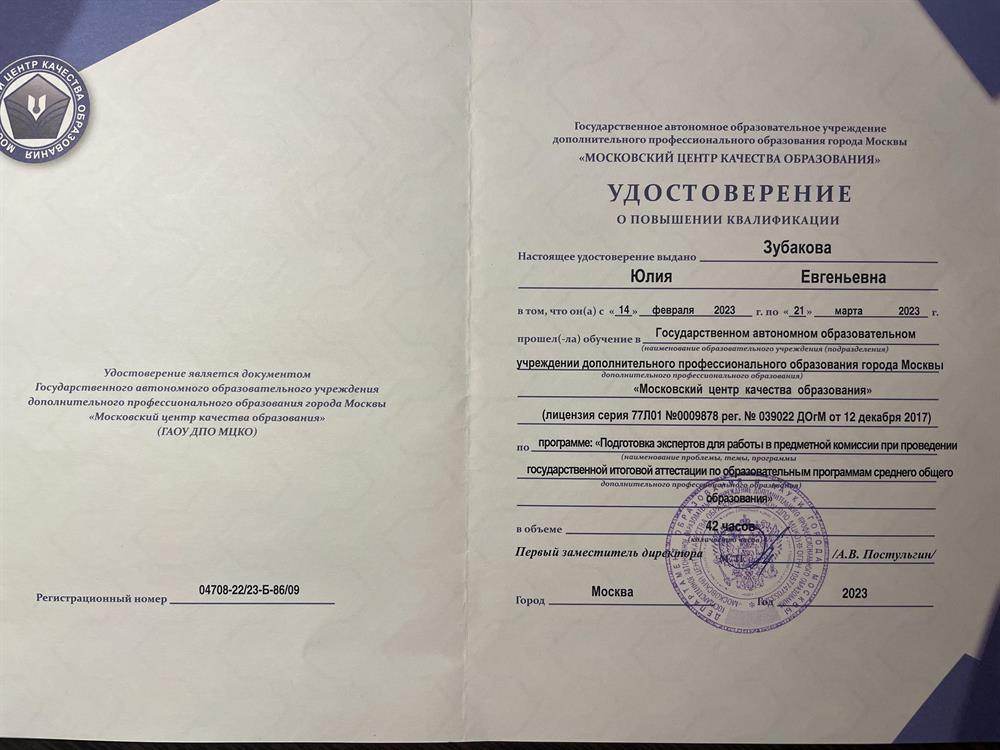 МОСКОВСКИЙ ЦЕНТР КАЧЕСТВА ОБРАЗОВАНИЯ
Удостоверение является документом
Государственного автономного образовательного учреждения
дополнительного профессионального образования города Москвы
«Московский центр качества образования»
(ГАОУ ДПО МЦКО)
Регистрационный номер 04708-22/23-Б-86/09
Государственное автономное образовательное учреждение
дополнительного профессионального образования города Москвы
«МОСКОВСКИЙ ЦЕНТР КАЧЕСТВА ОБРАЗОВАНИЯ»
УДОСТОВЕРЕНИЕ
О ПОВЫШЕНИИ КВАЛИФИКАЦИИ
Настоящее удостоверение выдано Зубакова
Юлия Евгеньевна
в том, что он(а) с «14» февраля 2023 г. по «21» марта 2023 г.
прошел(-ла) обучение в Государственном автономном образовательном
(наименование образовательного учреждения (подразделения)
учреждении дополнительного профессионального образования города Москвы
дополнительного профессионального образования)
«Московский центр качества образования»
(лицензия серия 77Л01 №0009878 рег. № 039022 ДОгМ от 12 декабря 2017)
по программе: «Подготовка экспертов для работы в предметной комиссии при проведении
(наименование проблемы, темы, программы
государственной итоговой аттестации по образовательным программам среднего общего
дополнительного профессионального образования)
образования»
в объеме 42 часов
(количество часов)
Первый заместитель директора /А.В. Постульгин/
М.П.
Город Москва Год 2023